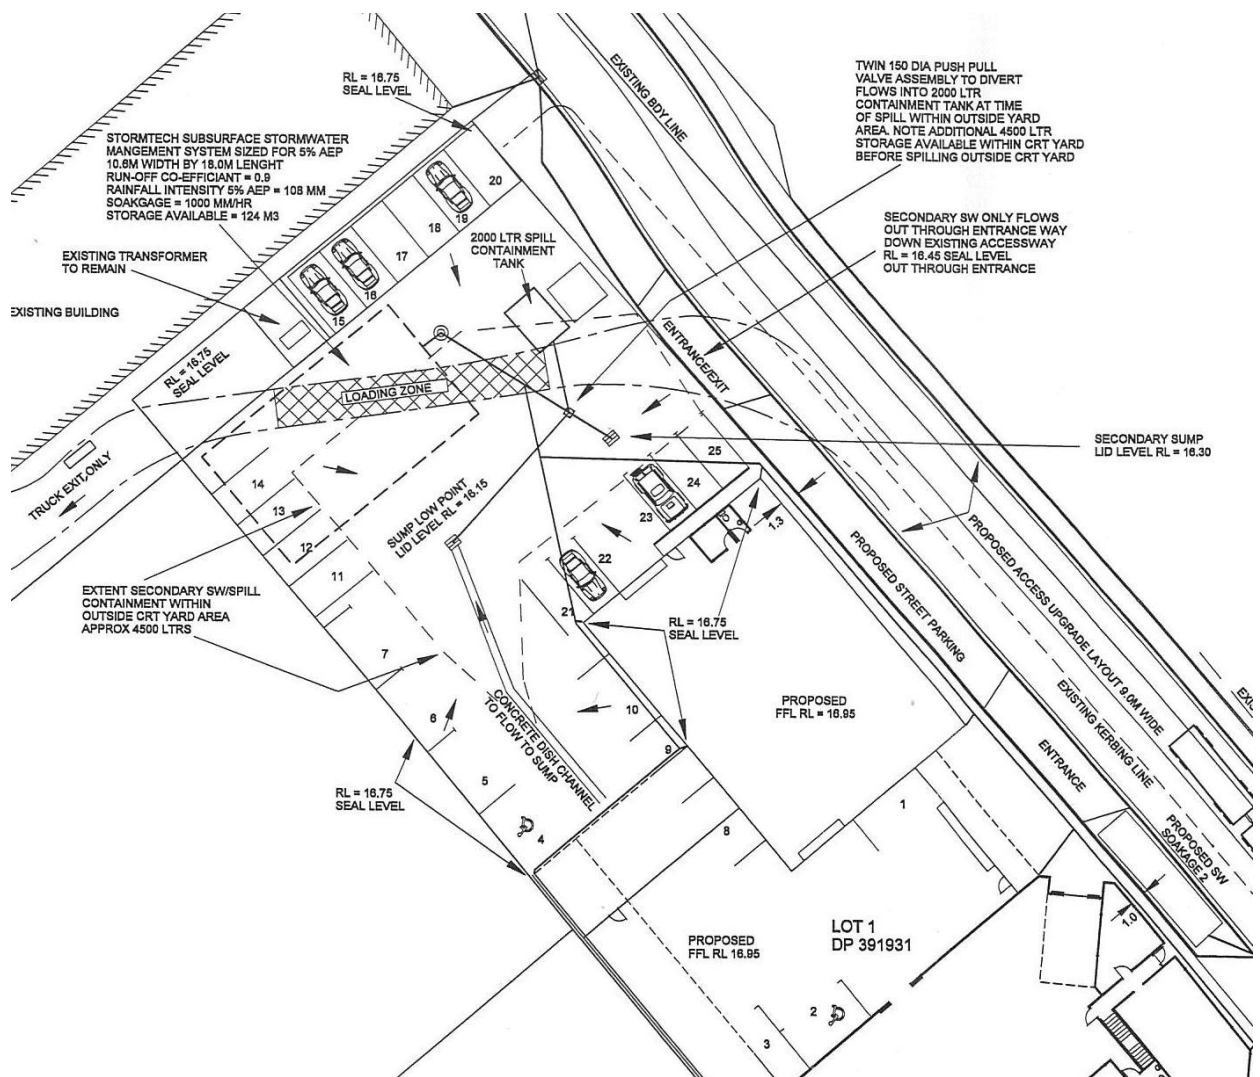 RL = 16.75
SEAL LEVEL
STORMTECH SUBSURFACE STORMWATER
MANGEMENT SYSTEM SIZED FOR 5% AEP
10.6M WIDTH BY 18.0M LENGHT
RUN-OFF CO-EFFICIANT = 0.9
RAINFALL INTENSITY 5% AEP = 108 MM
SOAKGAGE = 1000 MM/HR
STORAGE AVAILABLE = 124 M3
EXISTING TRANSFORMER
TO REMAIN
EXISTING BUILDING
EXISTING BDY LINE
TWIN 150 DIA PUSH PULL
VALVE ASSEMBLY TO DIVERT
FLOWS INTO 2000 LTR
CONTAINMENT TANK AT TIME
OF SPILL WITHIN OUTSIDE YARD
AREA. NOTE ADDITIONAL 4500 LTR
STORAGE AVAILABLE WITHIN CRT YARD
BEFORE SPILLING OUTSIDE CRT YARD
SECONDARY SW ONLY FLOWS
OUT THROUGH ENTRANCE WAY
DOWN EXISTING ACCESSWAY
RL = 16.45 SEAL LEVEL
OUT THROUGH ENTRANCE
20
19
18
17
16
15
2000 LTR SPILL
CONTAINMENT
TANK
ENTRANCE/EXIT
RL = 16.75
SEAL LEVEL
LOADING ZONE
SECONDARY SUMP
LID LEVEL RL = 16.30
TRUCK EXIT, ONLY
14
13
12
11
SUMP LOW POINT
LID LEVEL RL = 16.15
25
24
23
22
21
1.3
EXTENT SECONDARY SW/SPILL
CONTAINMENT WITHIN
OUTSIDE CRT YARD AREA
APPROX 4500 LTRS
RL = 16.75
SEAL LEVEL
PROPOSED STREET PARKING
PROPOSED ACCESS UPGRADE LAYOUT 9.0M WIDE
EXISTING KERBING LINE
7
6
5
4
10
9
CONCRETE DISH CHANNEL
TO FLOW TO SUMP
PROPOSED
FFL RL = 16.95
RL = 16.75
SEAL LEVEL
ENTRANCE
PROPOSED SW
SOAKAGE 2
8
1
LOT 1
DP 391931
PROPOSED
FFL RL 16.95
1.0
2
3